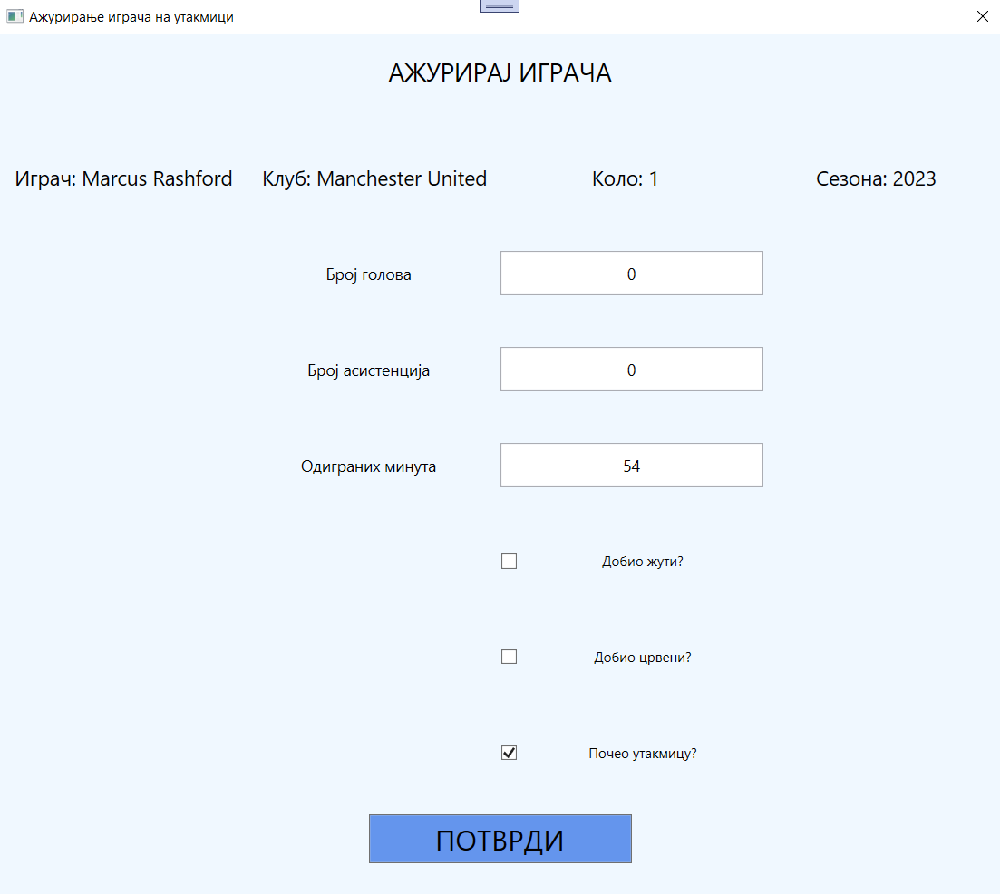 Ажурирање играча на утакмици
АЖУРИРАЈ ИГРАЧА
Играч: Marcus Rashford Клуб: Manchester United Коло: 1 Сезона: 2023
Број голова 0
Број асистенција 0
Одиграних минута 54
Добио жути?
Добио црвени?
Почео утакмицу?
ПОТВРДИ